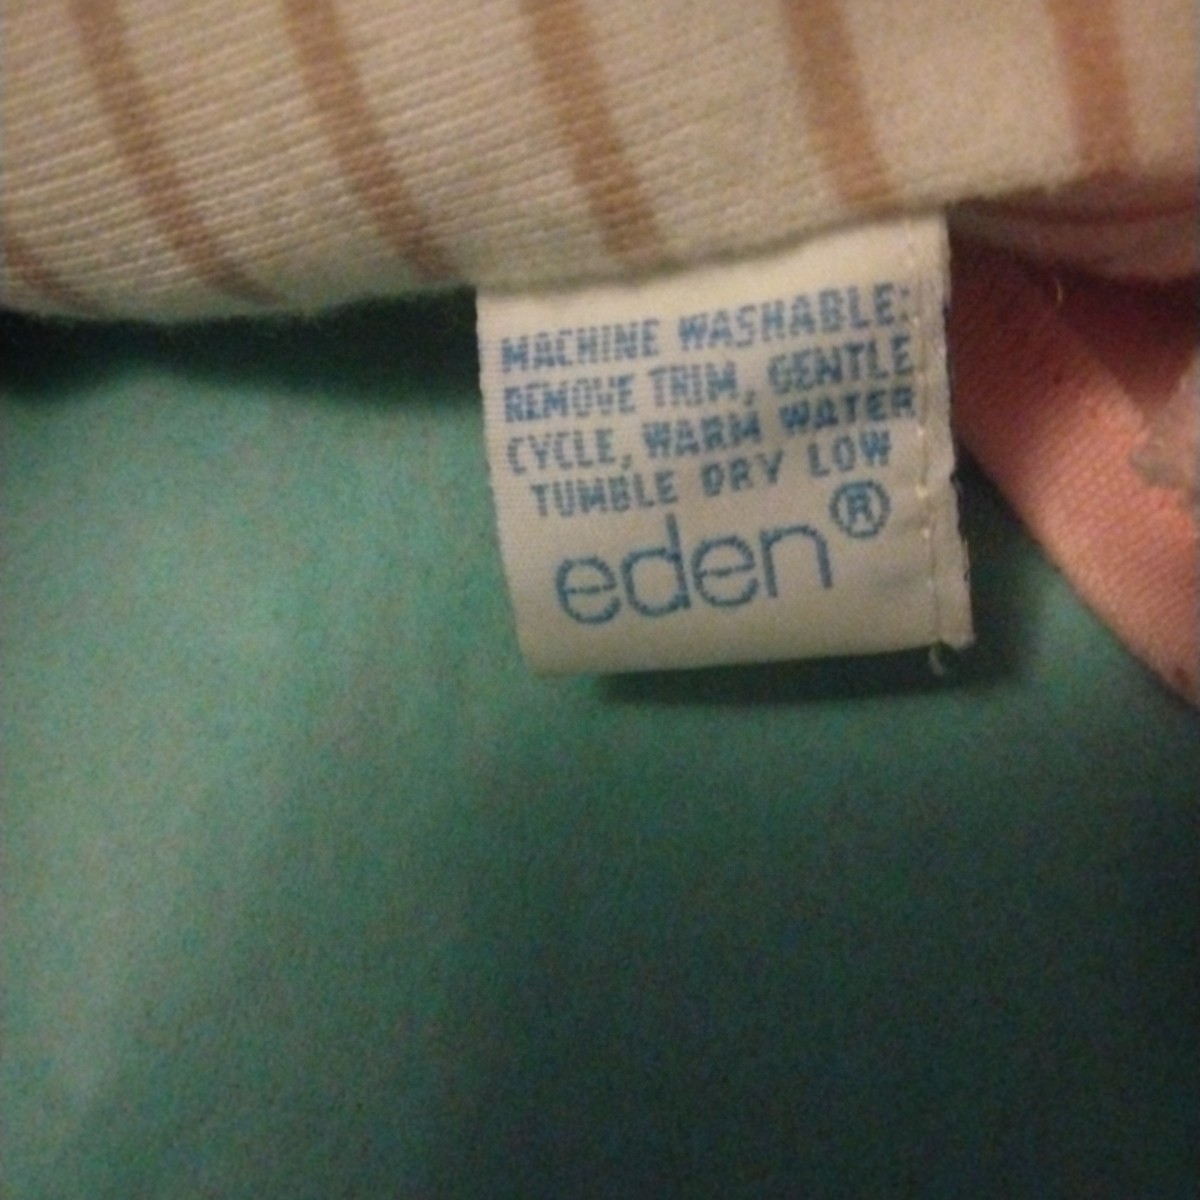 MACHINE WASHABLE:
REMOVE TRIM, GENTLE
CYCLE, WARM WATER
TUMBLE DRY LOW
eden®